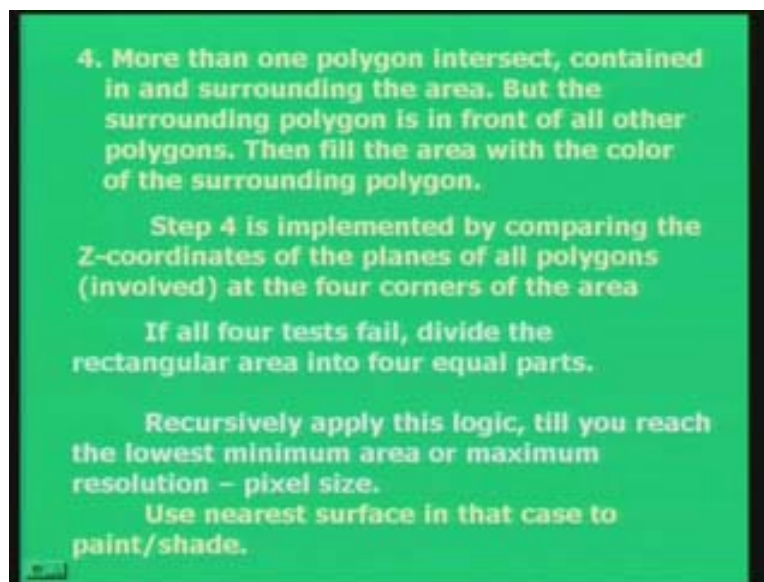 4. More than one polygon intersect, contained
in and surrounding the area. But the
surrounding polygon is in front of all other
polygons. Then fill the area with the color
of the surrounding polygon.
Step 4 is implemented by comparing the
Z-coordinates of the planes of all polygons
(involved) at the four corners of the area
If all four tests fail, divide the
rectangular area into four equal parts.
Recursively apply this logic, till you reach
the lowest minimum area or maximum
resolution – pixel size.
Use nearest surface in that case to
paint/shade.